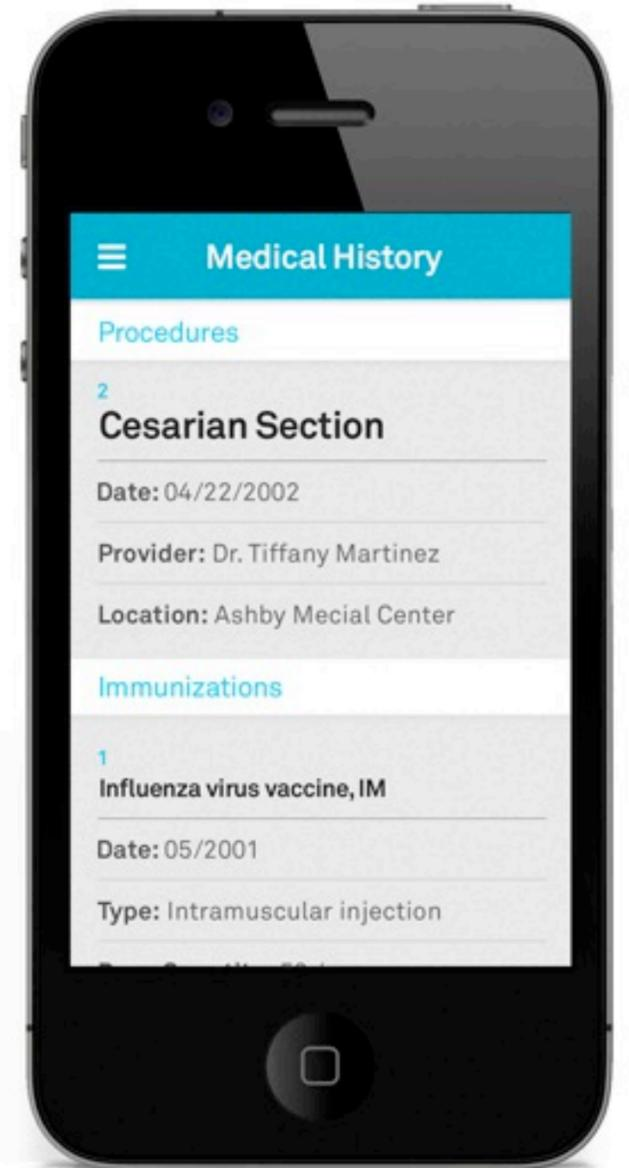 Medical History
Procedures
2
Cesarian Section
Date: 04/22/2002
Provider: Dr. Tiffany Martinez
Location: Ashby Mecial Center
Immunizations
1
Influenza virus vaccine, IM
Date: 05/2001
Type: Intramuscular injection